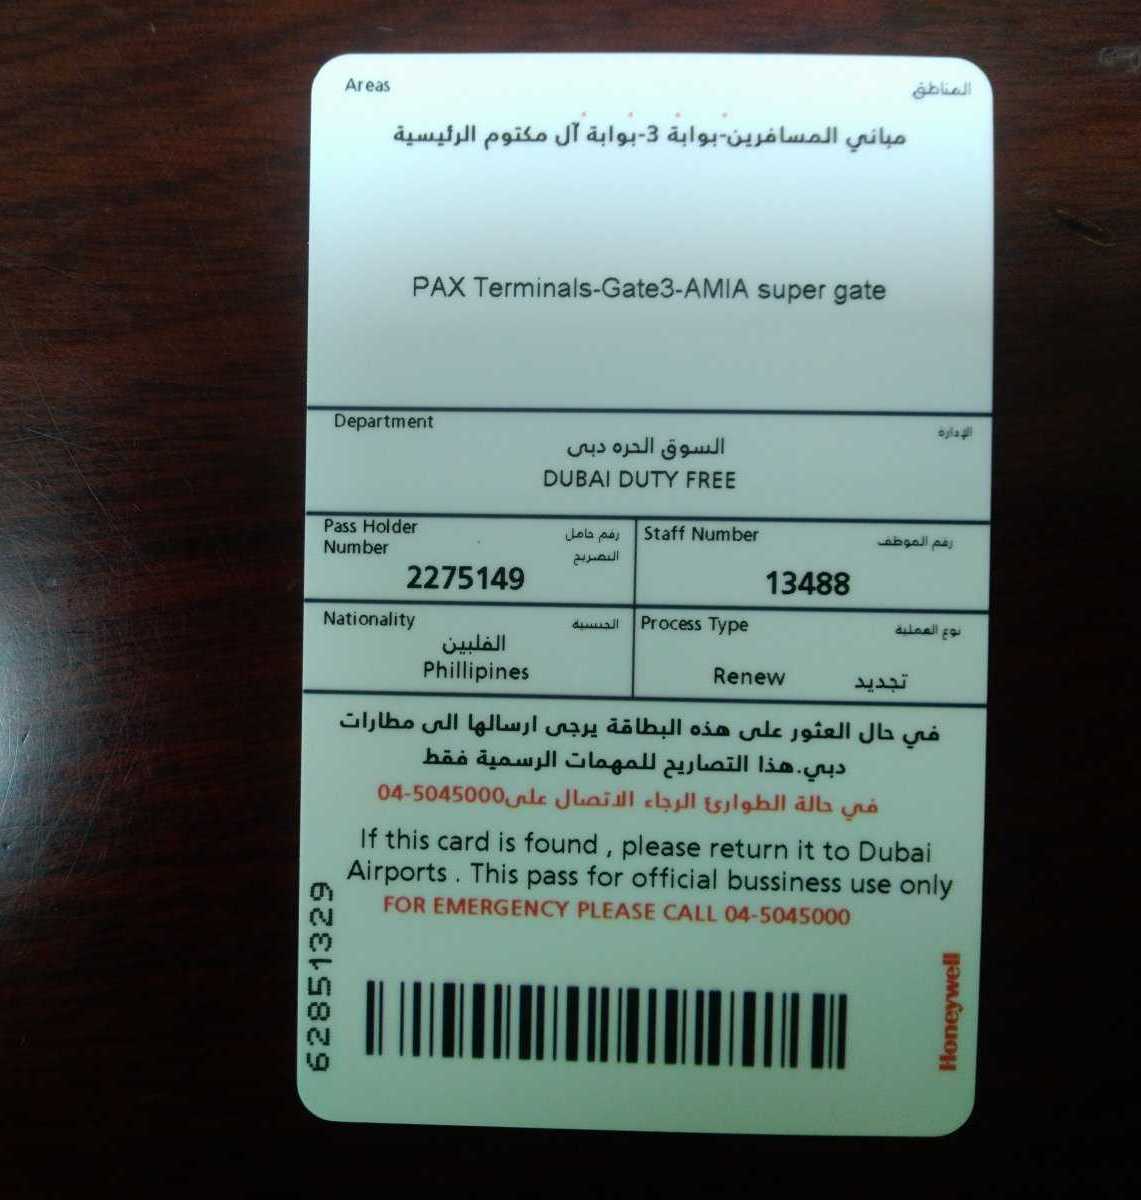 Areas المناطق
مباني المسافرين-بوابة 3-بوابة آل مكتوم الرئيسية
PAX Terminals-Gate3-AMIA super gate
Department الإدارة
السوق الحره دبى
DUBAI DUTY FREE
Pass Holder رقم حامل
Number التصريح
2275149
Staff Number رقم الموظف
13488
Nationality الجنسية
الفلبين
Phillipines
Process Type نوع العملية
Renew تجديد
في حال العثور على هذه البطاقة يرجى ارسالها الى مطارات
دبي.هذا التصاريح للمهمات الرسمية فقط
في حالة الطوارئ الرجاء الاتصال على04-5045000
If this card is found , please return it to Dubai
Airports . This pass for official bussiness use only
FOR EMERGENCY PLEASE CALL 04-5045000
62851329
Honeywell